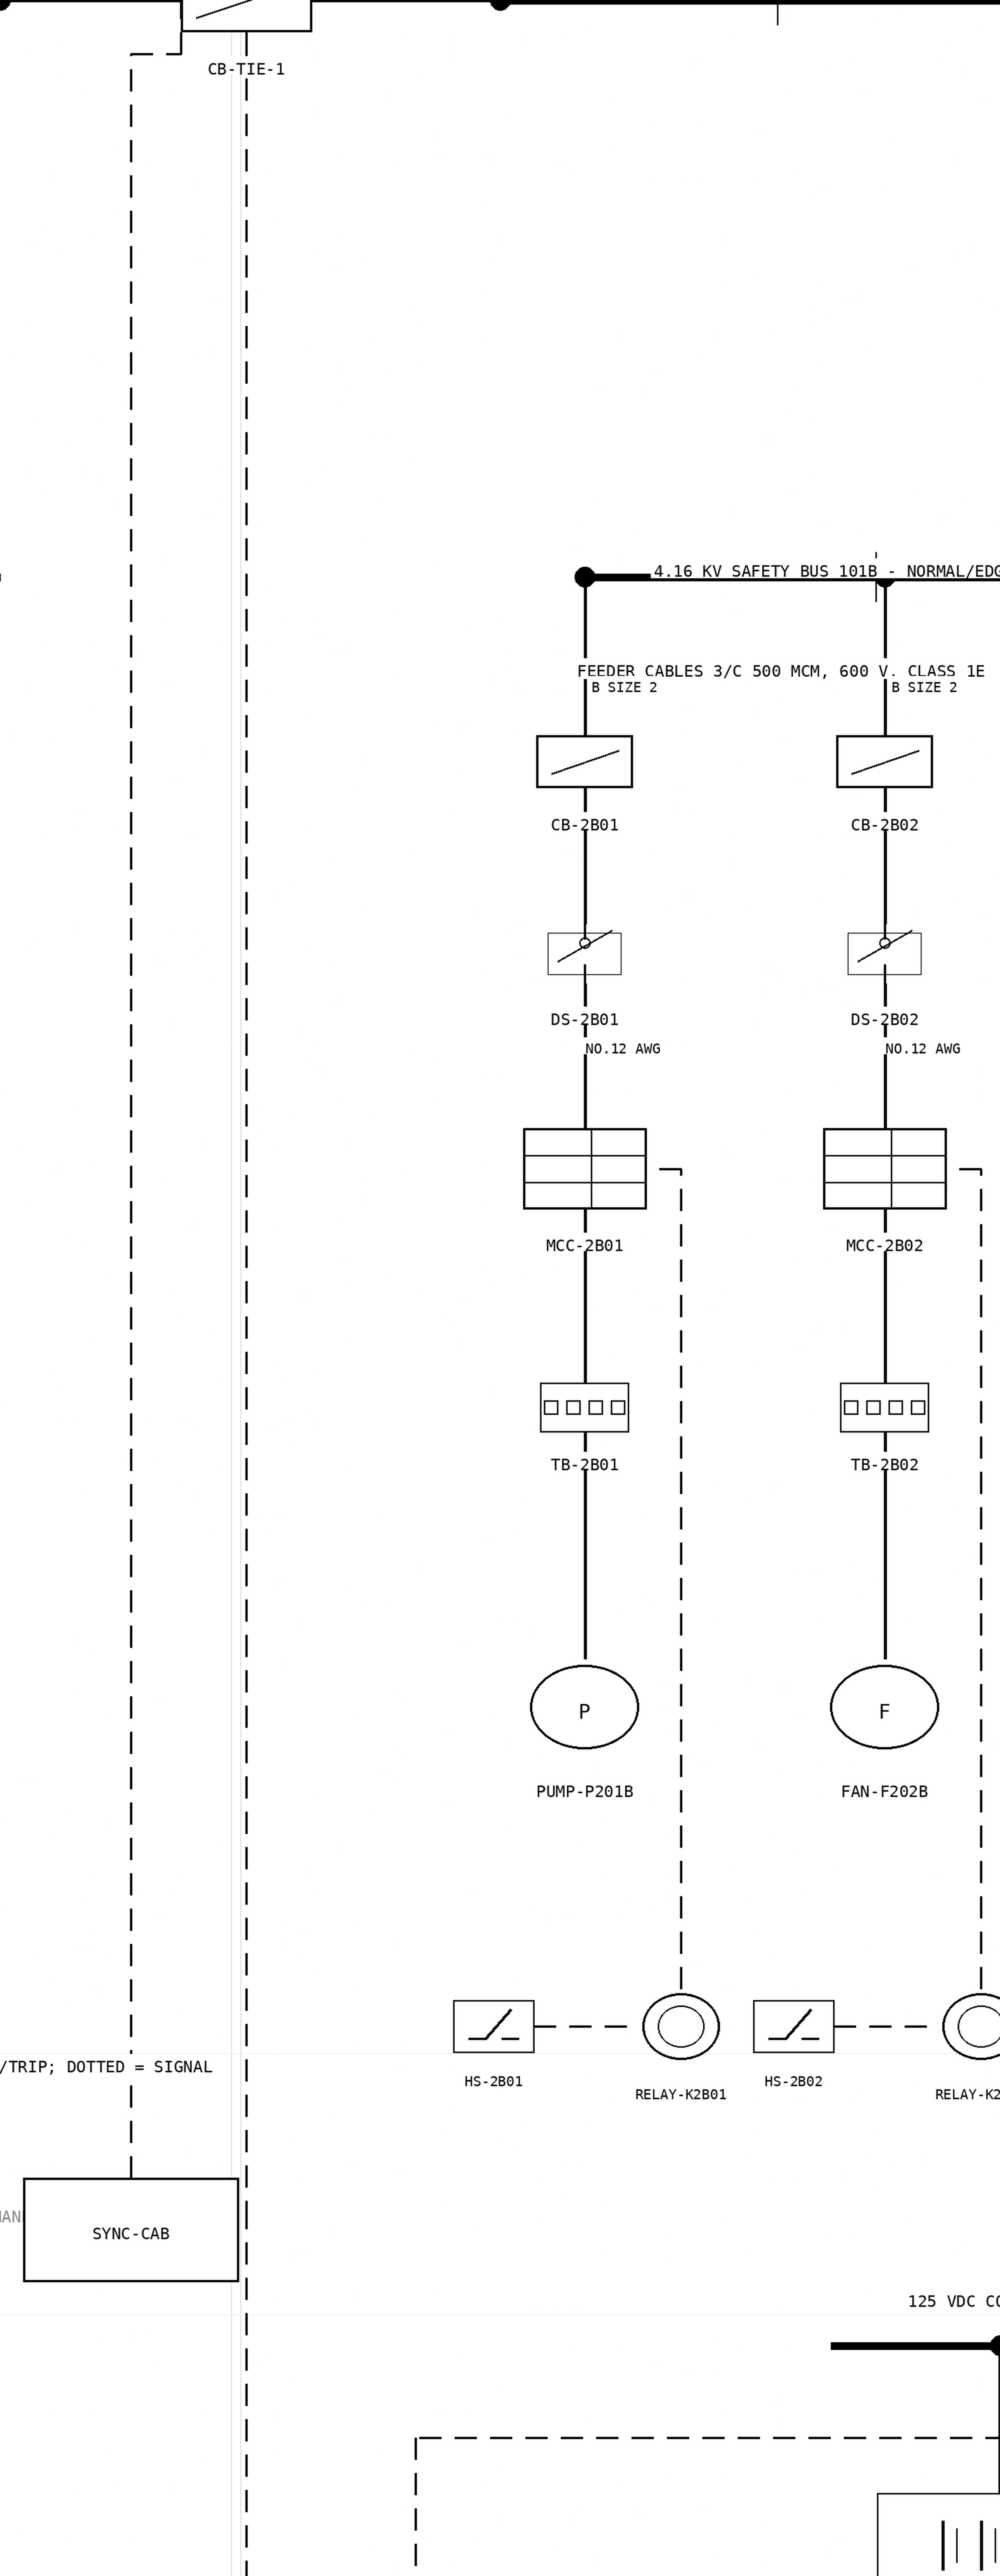 CB-TIE-1
4.16 KV SAFETY BUS 101B - NORMAL/EDG
FEEDER CABLES 3/C 500 MCM, 600 V. CLASS 1E
B SIZE 2
B SIZE 2
CB-2B01
CB-2B02
DS-2B01
DS-2B02
NO.12 AWG
NO.12 AWG
MCC-2B01
MCC-2B02
TB-2B01
TB-2B02
P
F
PUMP-P201B
FAN-F202B
/TRIP; DOTTED = SIGNAL
HS-2B01
HS-2B02
RELAY-K2B01
RELAY-K2
SYNC-CAB
125 VDC